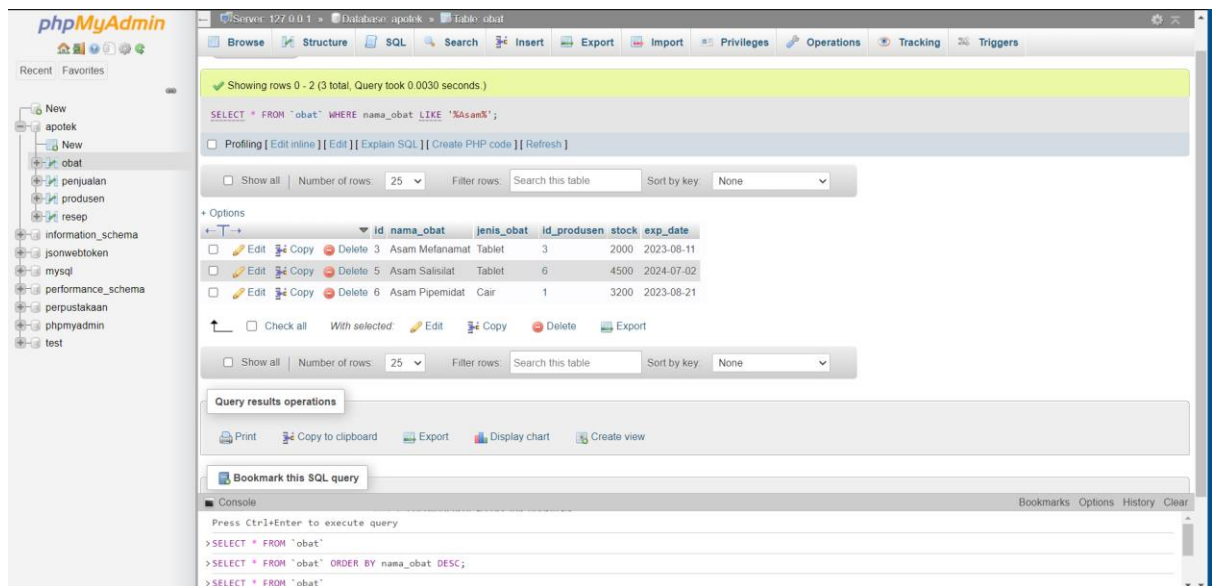 phpMyAdmin
Recent Favorites
New
apotek
New
obat
penjualan
produsen
resep
information_schema
jsonwebtoken
mysql
performance_schema
perpustakaan
phpmyadmin
test
Server: 127.0.0.1 » Database: apotek » Table: obat
Browse Structure SQL Search Insert Export Import Privileges Operations Tracking Triggers
Showing rows 0 - 2 (3 total, Query took 0.0030 seconds.)
SELECT * FROM `obat` WHERE nama_obat LIKE '%Asam%';
Profiling [ Edit inline ] [ Edit ] [ Explain SQL ] [ Create PHP code ] [ Refresh ]
Show all | Number of rows: 25 Filter rows: Search this table Sort by key: None
+ Options
←T→ id nama_obat jenis_obat id_produsen stock exp_date
Edit Copy Delete 3 Asam Mefanamat Tablet 3 2000 2023-08-11
Edit Copy Delete 5 Asam Salisilat Tablet 6 4500 2024-07-02
Edit Copy Delete 6 Asam Pipemidat Cair 1 3200 2023-08-21
Check all With selected: Edit Copy Delete Export
Show all | Number of rows: 25 Filter rows: Search this table Sort by key: None
Query results operations
Print Copy to clipboard Export Display chart Create view
Bookmark this SQL query
Console Bookmarks Options History Clear
Press Ctrl+Enter to execute query
>SELECT * FROM `obat`
>SELECT * FROM `obat` ORDER BY nama_obat DESC;
>SELECT * FROM `obat`